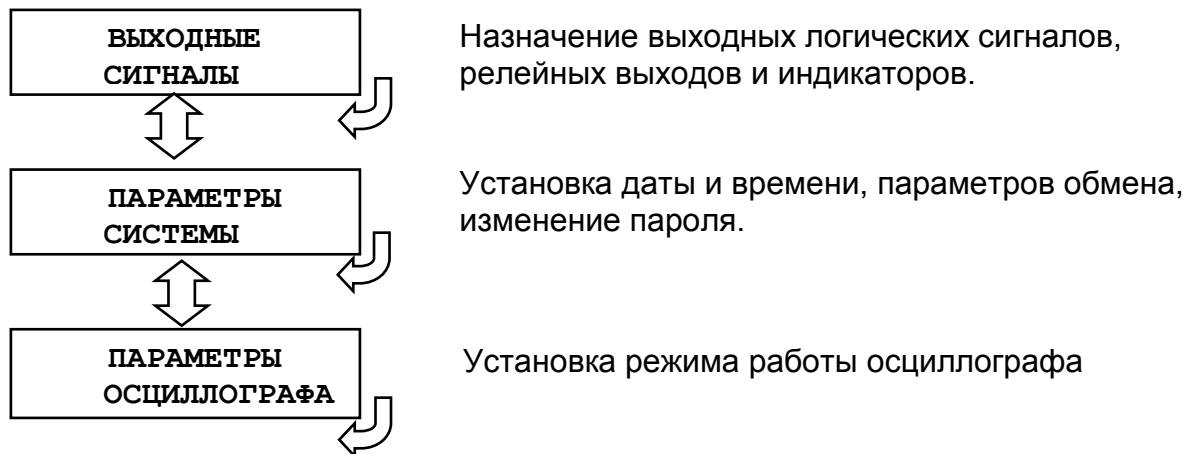 ВЫХОДНЫЕ
СИГНАЛЫ
Назначение выходных логических сигналов,
релейных выходов и индикаторов.
ПАРАМЕТРЫ
СИСТЕМЫ
Установка даты и времени, параметров обмена,
изменение пароля.
ПАРАМЕТРЫ
ОСЦИЛЛОГРАФА
Установка режима работы осциллографа